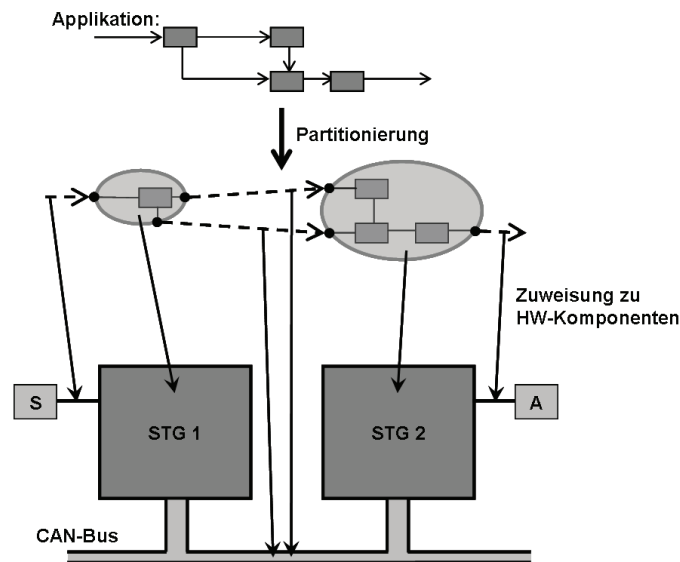 Applikation:
Partitionierung
Zuweisung zu
HW-Komponenten
S
STG 1
STG 2
A
CAN-Bus